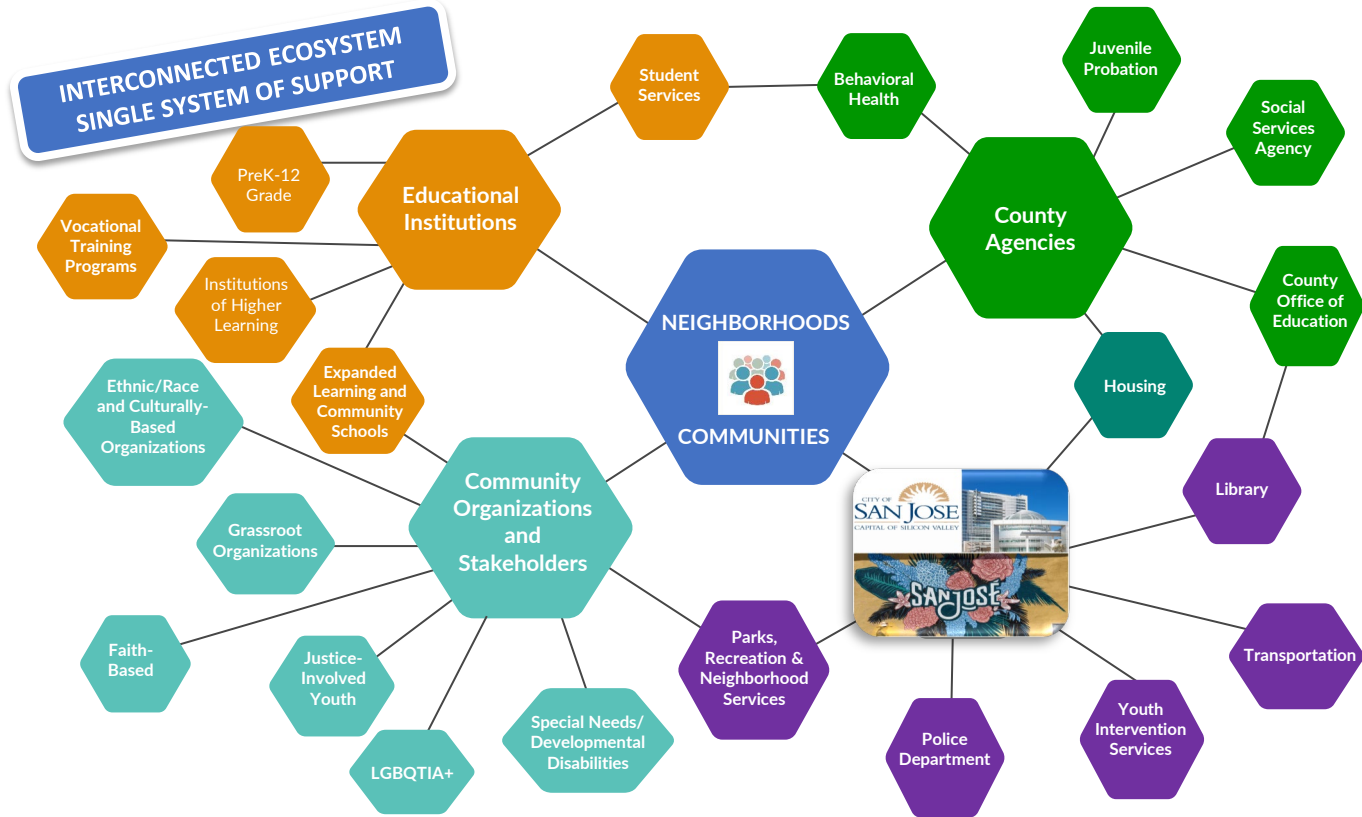 INTERCONNECTED ECOSYSTEM
SINGLE SYSTEM OF SUPPORT
Student
Services
Behavioral
Health
Juvenile
Probation
Social
Services
Agency
PreK-12
Grade
Educational
Institutions
County
Agencies
Vocational
Training
Programs
Institutions
of Higher
Learning
County
Office of
Education
NEIGHBORHOODS
COMMUNITIES
Expanded
Learning and
Community
Schools
Housing
Ethnic/Race
and Culturally-
Based
Organizations
Community
Organizations
and
Stakeholders
Library
CITY OF
SAN JOSE
CAPITAL OF SILICON VALLEY
SAN JOSÉ
Grassroot
Organizations
Faith-
Based
Justice-
Involved
Youth
LGBQTIA+
Special Needs/
Developmental
Disabilities
Parks,
Recreation &
Neighborhood
Services
Police
Department
Youth
Intervention
Services
Transportation